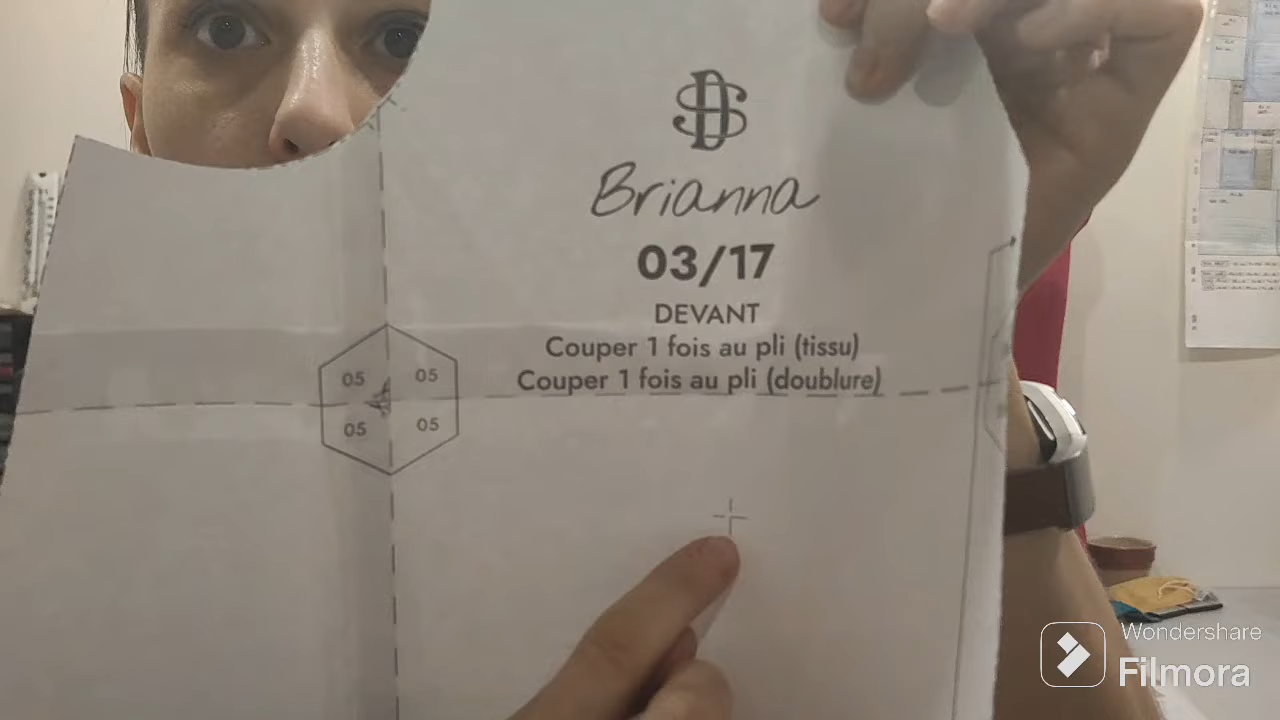 Brianna
03/17
DEVANT
Couper 1 fois au pli (tissu)
Couper 1 fois au pli (doublure)
05 05
05 05
Wondershare
Filmora